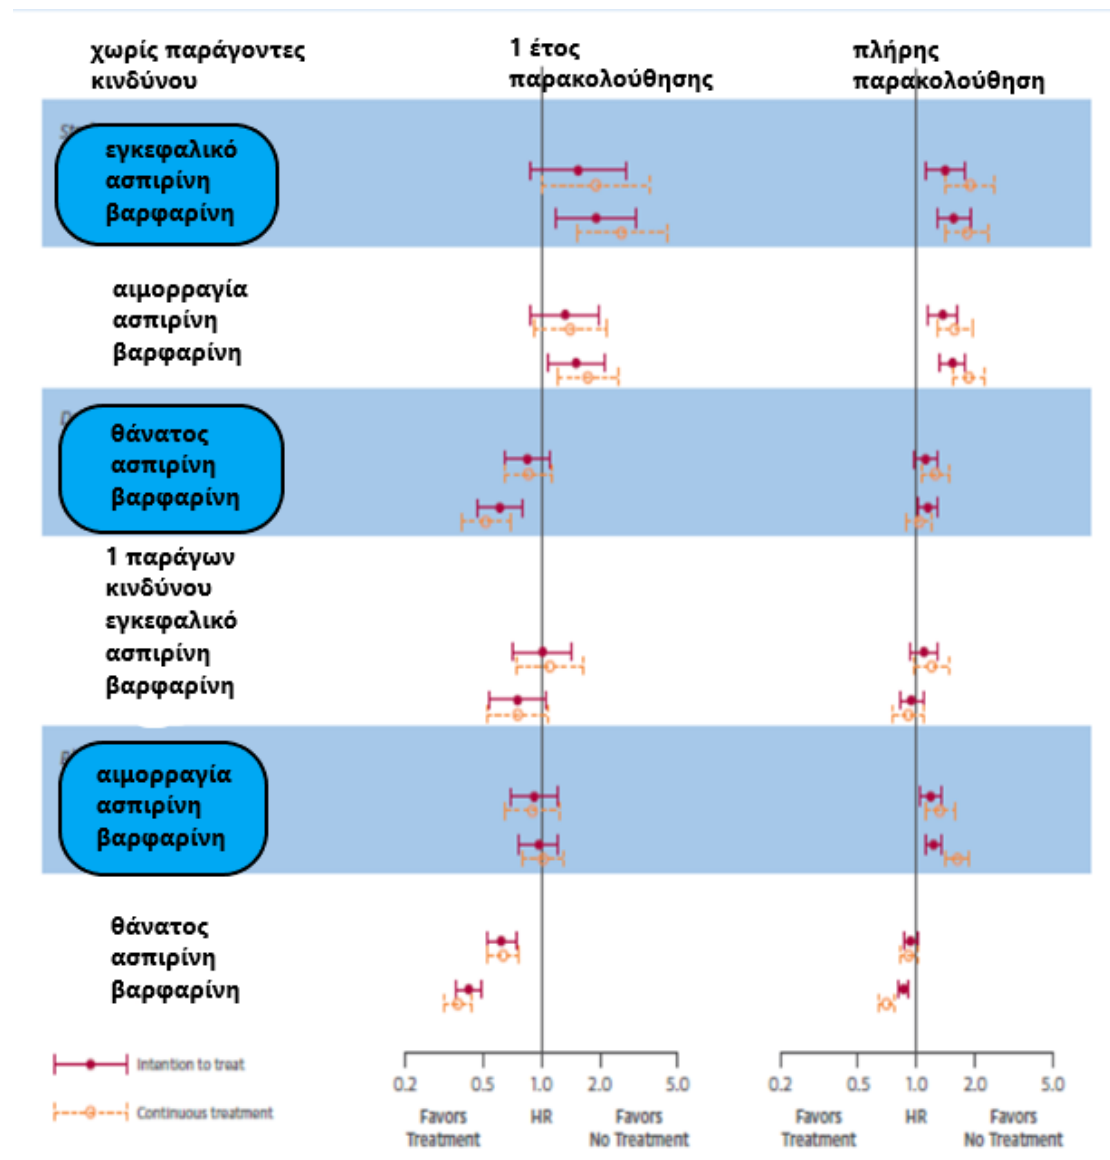 χωρίς παράγοντες
κινδύνου
1 έτος
παρακολούθησης
πλήρης
παρακολούθηση
εγκεφαλικό
ασπιρίνη
βαρφαρίνη
αιμορραγία
ασπιρίνη
βαρφαρίνη
θάνατος
ασπιρίνη
βαρφαρίνη
1 παράγων
κινδύνου
εγκεφαλικό
ασπιρίνη
βαρφαρίνη
αιμορραγία
ασπιρίνη
βαρφαρίνη
θάνατος
ασπιρίνη
βαρφαρίνη
Intention to treat
Continuous treatment
0.2 0.5 1.0 2.0 5.0
Favors Treatment HR Favors No Treatment
0.2 0.5 1.0 2.0 5.0
Favors Treatment HR Favors No Treatment